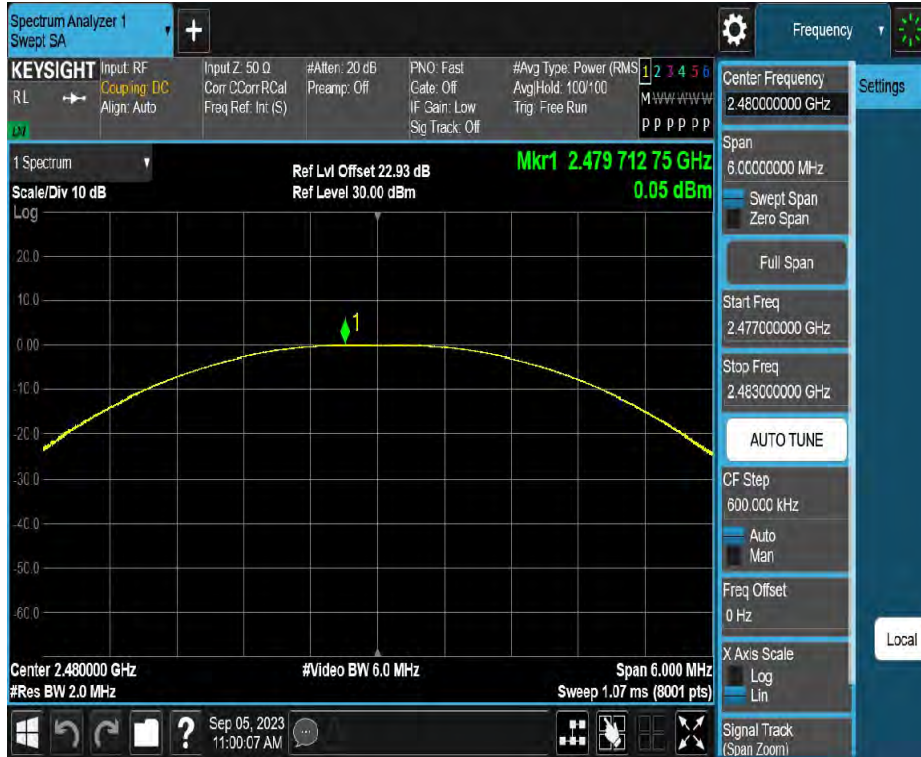 Spectrum Analyzer 1
Swept SA
+
Frequency
KEYSIGHT
RL
Input: RF
Coupling: DC
Align: Auto
Input Z: 50 Ω
Corr CCorr RCal
Freq Ref: Int (S)
#Atten: 20 dB
Preamp: Off
PNO: Fast
Gate: Off
IF Gain: Low
Sig Track: Off
#Avg Type: Power (RMS
Avg|Hold: 100/100
Trig: Free Run
1 2 3 4 5 6
M W W W W W
P P P P P P
1 Spectrum
Scale/Div 10 dB
Log
Ref Lvl Offset 22.93 dB
Ref Level 30.00 dBm
Mkr1 2.479 712 75 GHz
0.05 dBm
20.0
10.0
0.00
-10.0
-20.0
-30.0
-40.0
-50.0
-60.0
1
Center 2.480000 GHz
#Res BW 2.0 MHz
#Video BW 6.0 MHz
Span 6.000 MHz
Sweep 1.07 ms (8001 pts)
?
Sep 05, 2023
11:00:07 AM
Center Frequency
2.480000000 GHz
Span
6.00000000 MHz
Swept Span
Zero Span
Full Span
Start Freq
2.477000000 GHz
Stop Freq
2.483000000 GHz
AUTO TUNE
CF Step
600.000 kHz
Auto
Man
Freq Offset
0 Hz
X Axis Scale
Log
Lin
Signal Track
(Span Zoom)
Settings
Local